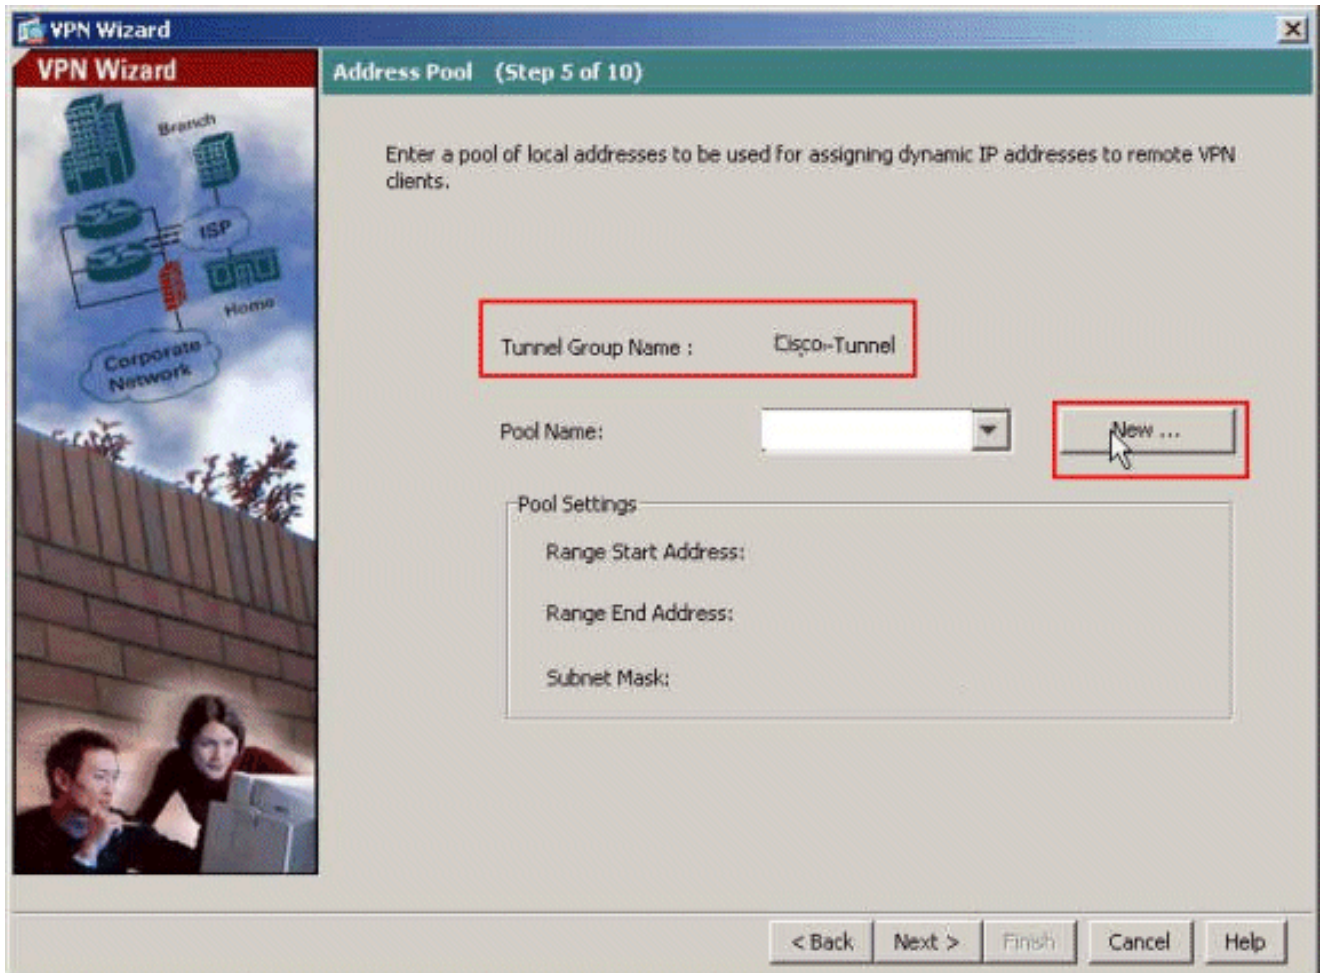 VPN Wizard
VPN Wizard
Address Pool (Step 5 of 10)
Branch
ISP
Home
Corporate
Network
Enter a pool of local addresses to be used for assigning dynamic IP addresses to remote VPN
clients.
Tunnel Group Name : Cisco-Tunnel
Pool Name:
New ...
Pool Settings
Range Start Address:
Range End Address:
Subnet Mask:
< Back Next > Finish Cancel Help